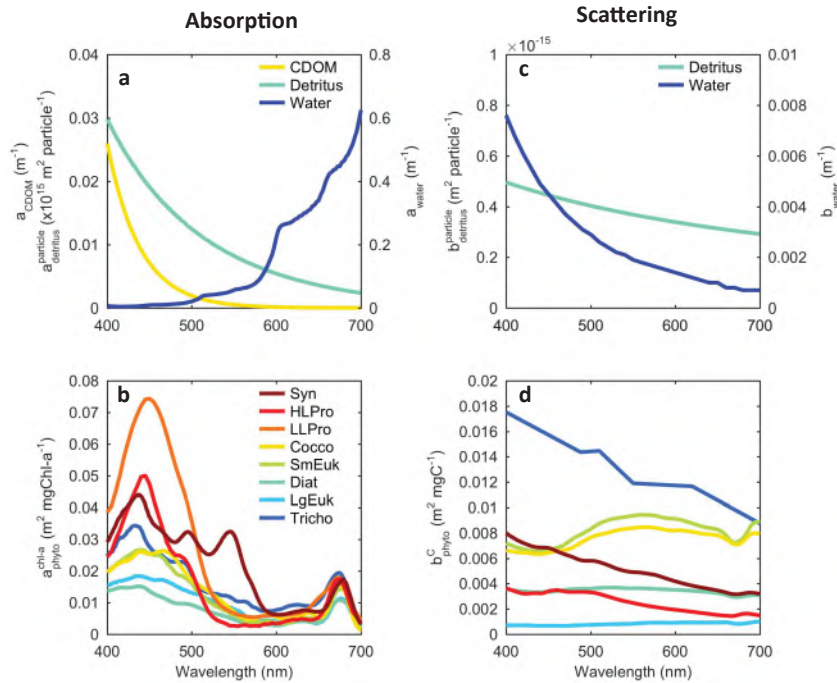 Absorption
Scattering
a
0.04
0.03
0.02
0.01
0
0.8
0.6
0.4
0.2
0
400
500
600
700
CDOM
Detritus
Water
a_CDOM (m^-1)
a^particle_detritus (x10^15 m^2 particle^-1)
a_water (m^-1)
c
×10^-15
1
0.8
0.6
0.4
0.2
0
0.01
0.008
0.006
0.004
0.002
0
400
500
600
700
Detritus
Water
b^particle_detritus (m^2 particle^-1)
b_water (m^-1)
b
0.08
0.07
0.06
0.05
0.04
0.03
0.02
0.01
0
400
500
600
700
Syn
HLPro
LLPro
Cocco
SmEuk
Diat
LgEuk
Tricho
a^chl-a_phyto (m^2 mgChl-a^-1)
Wavelength (nm)
d
0.02
0.018
0.016
0.014
0.012
0.01
0.008
0.006
0.004
0.002
0
400
500
600
700
b^C_phyto (m^2 mgC^-1)
Wavelength (nm)